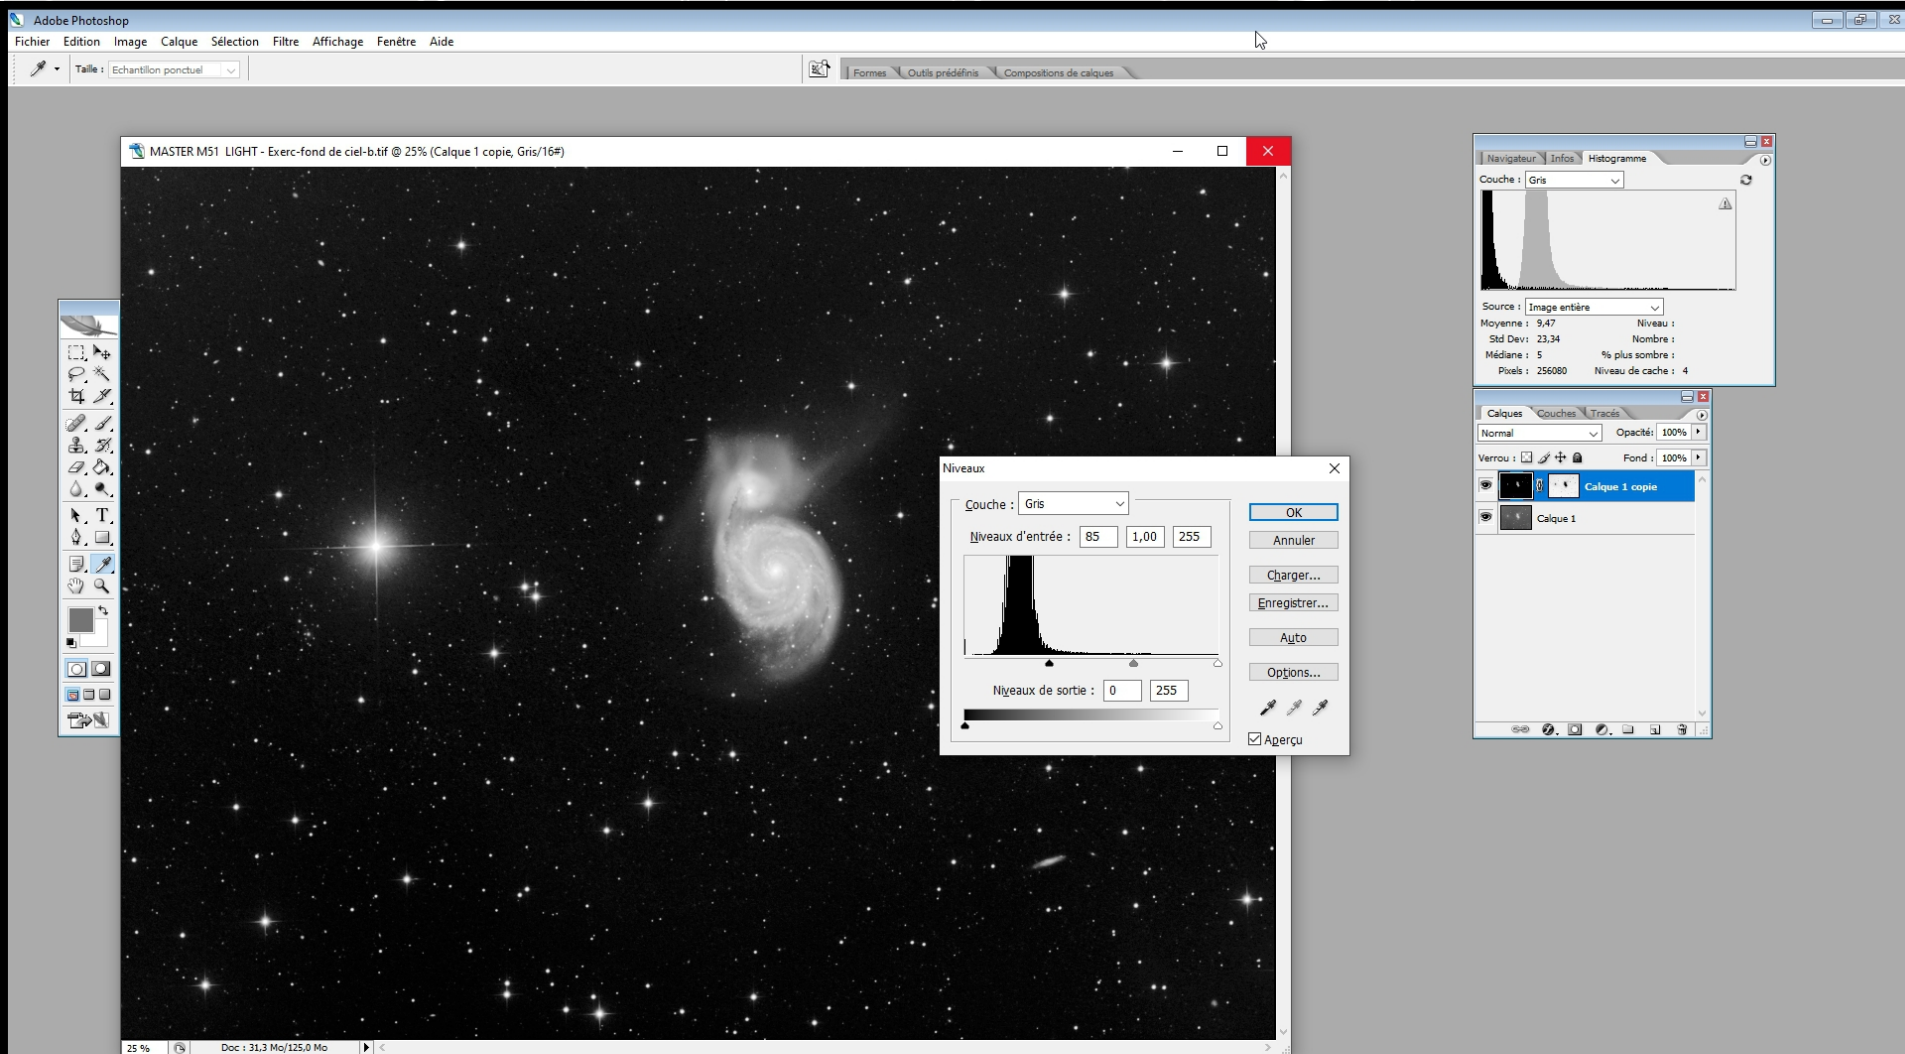 Adobe Photoshop
Fichier Edition Image Calque Sélection Filtre Affichage Fenêtre Aide
Taille : Echantillon ponctuel
Formes Outils prédéfinis Compositions de calques
MASTER M51 LIGHT - Exerc-fond de ciel-b.tif @ 25% (Calque 1 copie, Gris/16#)
Navigateur Infos Histogramme
Couche : Gris
Source : Image entière
Moyenne : 9,47 Niveau :
Std Dev : 23,34 Nombre :
Médiane : 5 % plus sombre :
Pixels : 256080 Niveau de cache : 4
Calques Couches Tracés
Normal Opacité: 100%
Verrou : Fond : 100%
Calque 1 copie
Calque 1
Niveaux
Couche : Gris
OK
Niveaux d'entrée : 85 1,00 255
Annuler
Charger...
Enregistrer...
Auto
Options...
Niveaux de sortie : 0 255
Aperçu
T
25 % Doc : 31,3 Mo/125,0 Mo